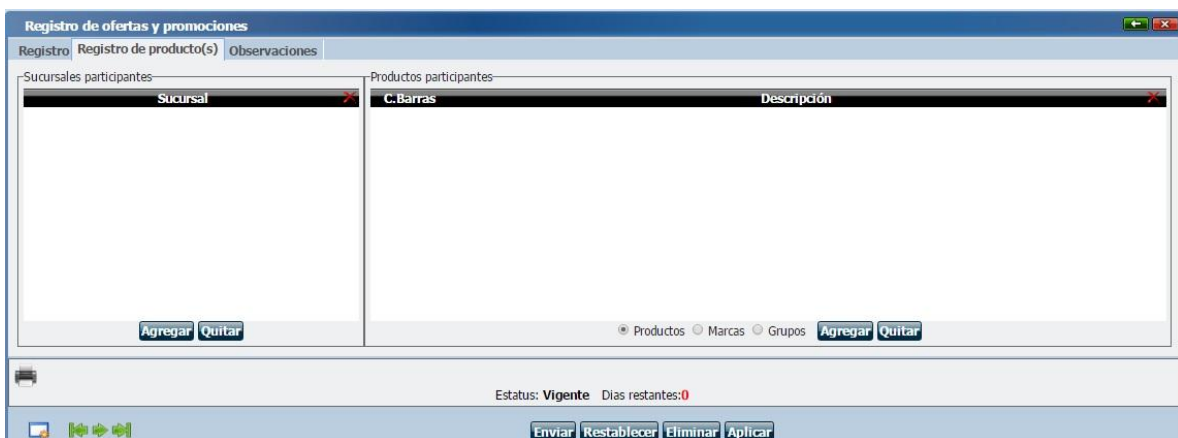 Registro de ofertas y promociones
Registro Registro de producto(s) Observaciones
Sucursales participantes
Sucursal
Agregar Quitar
Productos participantes
C.Barras Descripción
Productos Marcas Grupos Agregar Quitar
Estatus: Vigente Dias restantes:0
Enviar Restablecer Eliminar Aplicar